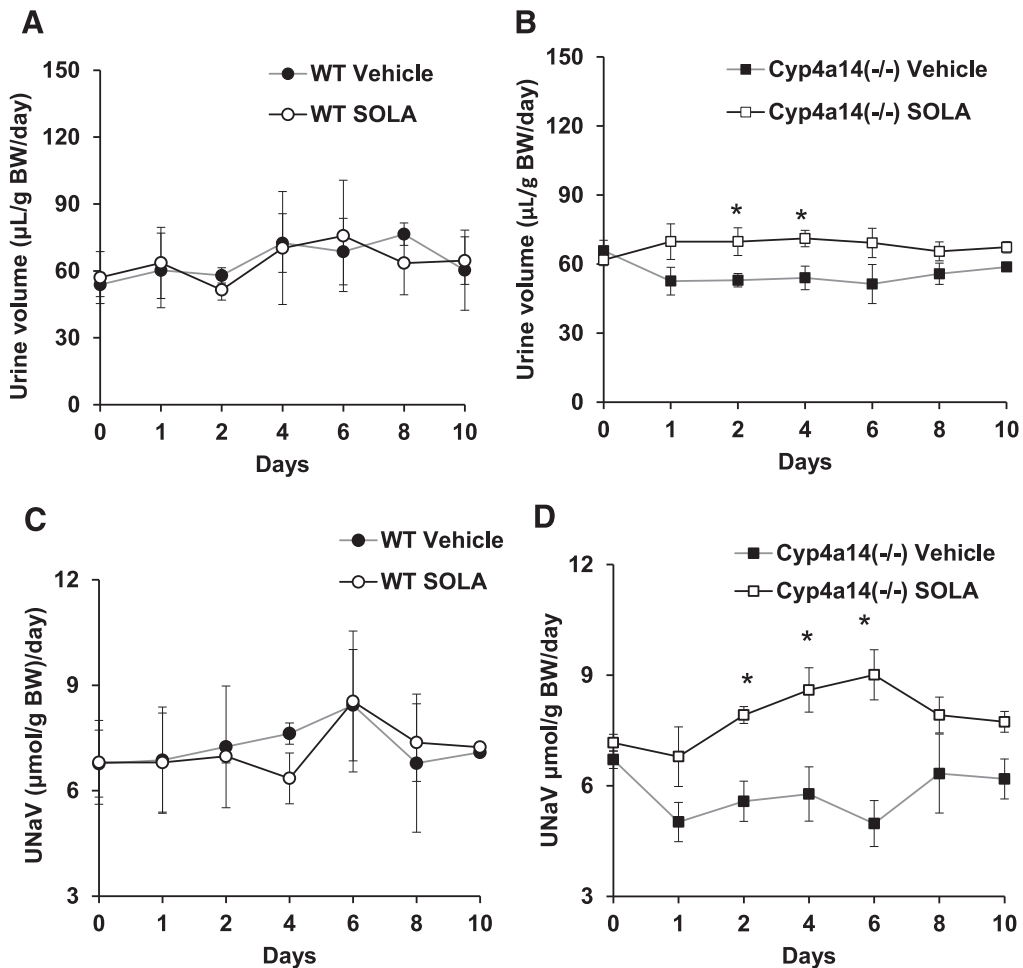 A
WT Vehicle
WT SOLA
Urine volume (µL/g BW/day)
150
120
90
60
30
0
0 1 2 4 6 8 10
Days
B
Cyp4a14(-/-) Vehicle
Cyp4a14(-/-) SOLA
Urine volume (µL/g BW/day)
150
120
90
60
30
0
* *
0 1 2 4 6 8 10
Days
C
WT Vehicle
WT SOLA
UNaV (µmol/g BW)/day)
12
9
6
3
0 1 2 4 6 8 10
Days
D
Cyp4a14(-/-) Vehicle
Cyp4a14(-/-) SOLA
UNaV µmol/g BW/day
12
9
6
3
* * *
0 1 2 4 6 8 10
Days